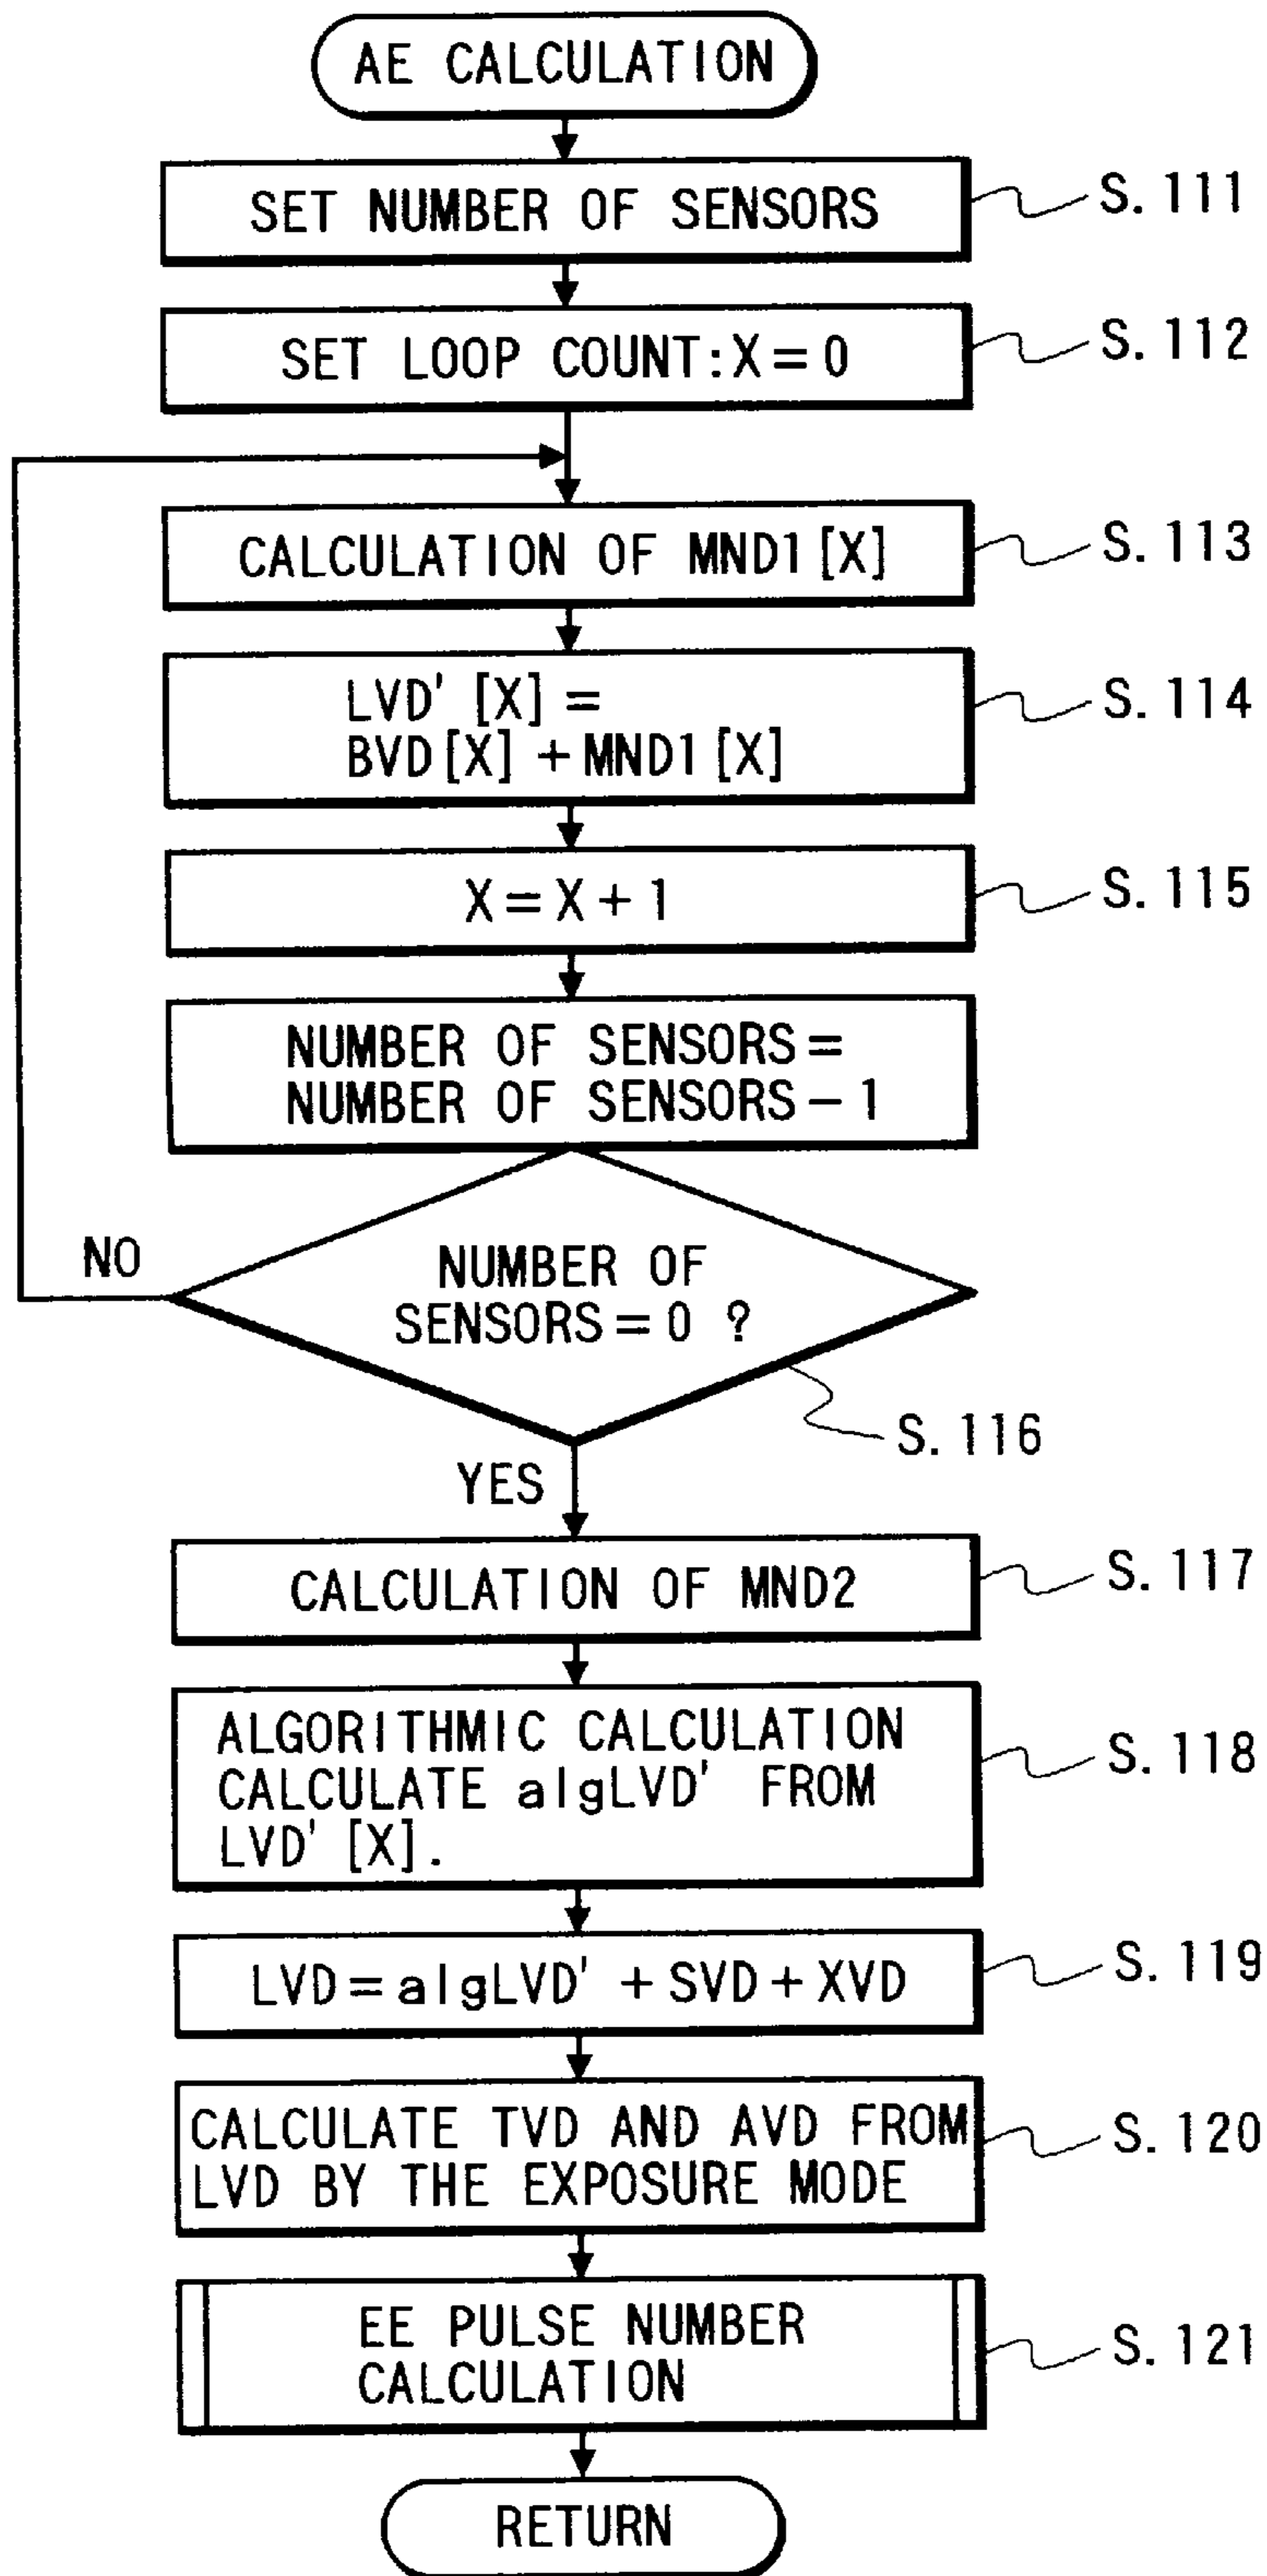 AE CALCULATION
SET NUMBER OF SENSORS
S.111
SET LOOP COUNT:X=0
S.112
CALCULATION OF MND1[X]
S.113
LVD'[X]=
BVD[X]+MND1[X]
S.114
X=X+1
S.115
NUMBER OF SENSORS=
NUMBER OF SENSORS-1
NO
NUMBER OF
SENSORS=0 ?
S.116
YES
CALCULATION OF MND2
S.117
ALGORITHMIC CALCULATION
CALCULATE algLVD' FROM
LVD'[X].
S.118
LVD=algLVD'+SVD+XVD
S.119
CALCULATE TVD AND AVD FROM
LVD BY THE EXPOSURE MODE
S.120
EE PULSE NUMBER
CALCULATION
S.121
RETURN